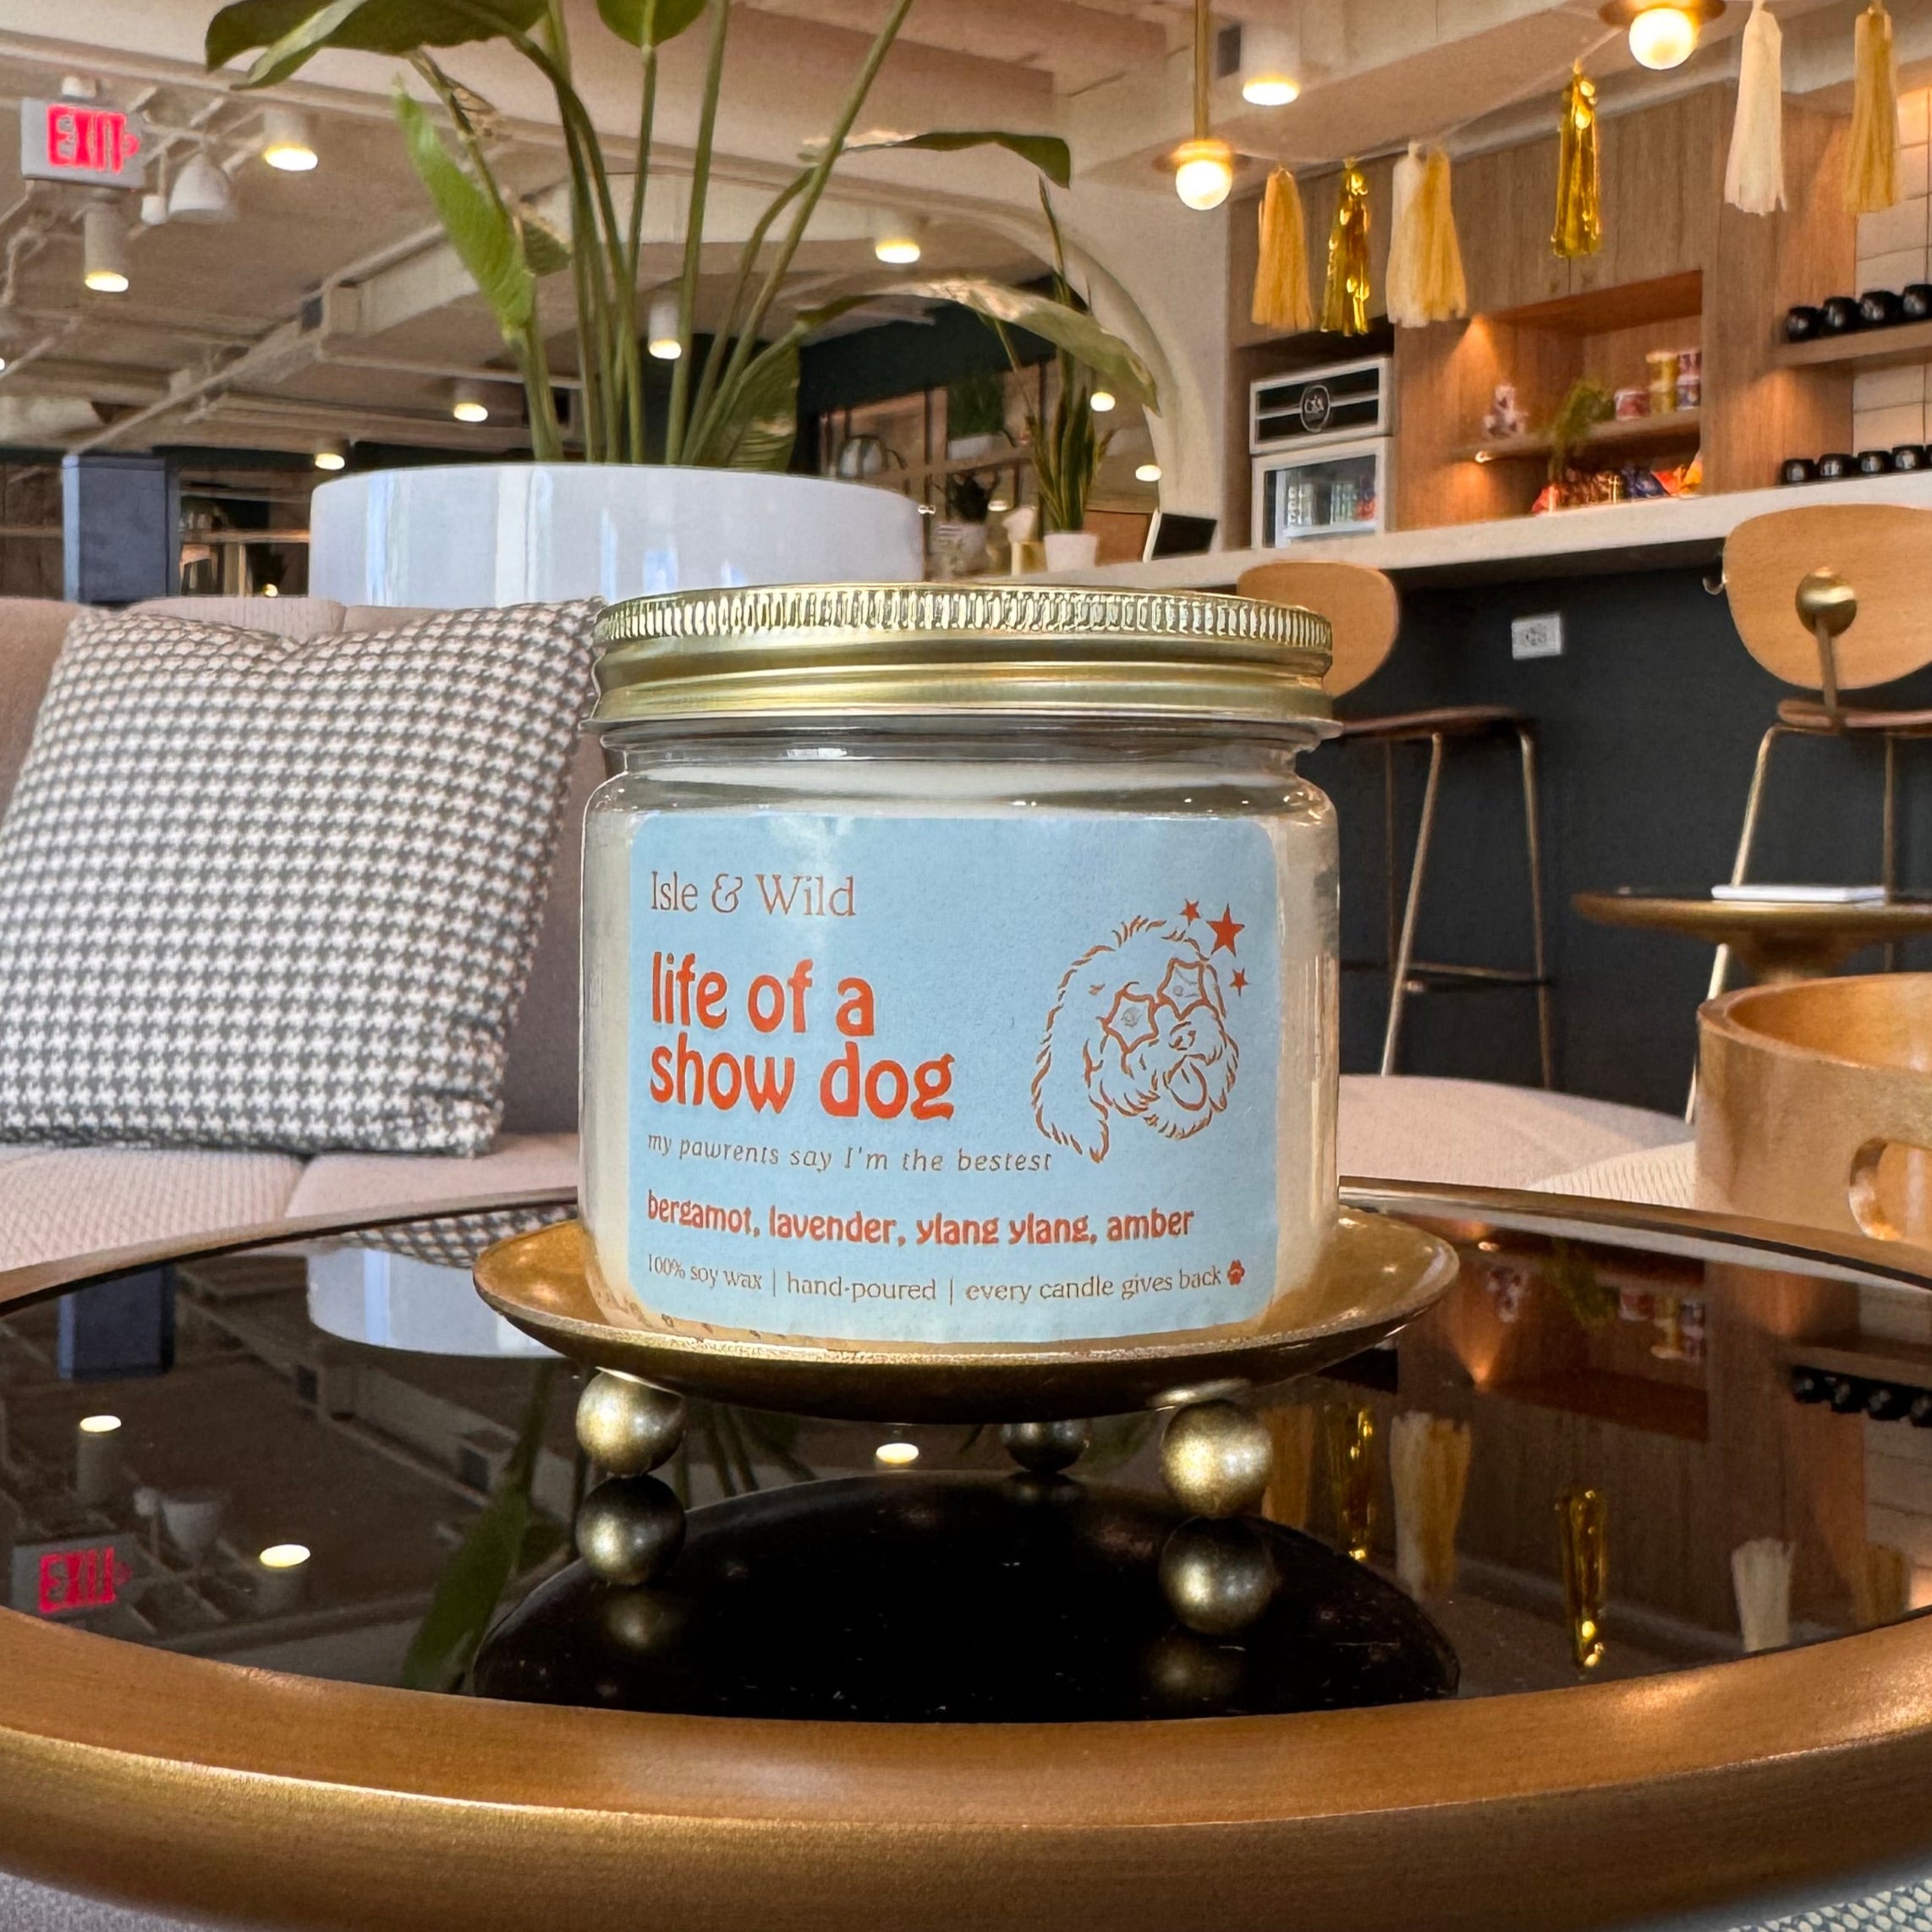 EXIT
Isle & Wild
life of a
show dog
my pawrents say I'm the bestest
bergamot, lavender, ylang ylang, amber
100% soy wax | hand-poured | every candle gives back